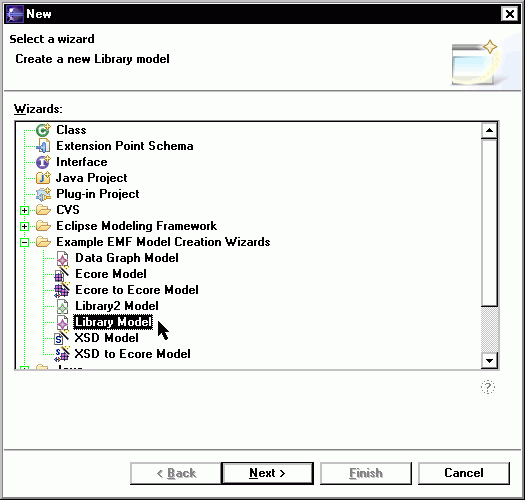 New
Select a wizard
Create a new Library model
Wizards:
Class
Extension Point Schema
Interface
Java Project
Plug-in Project
CVS
Eclipse Modeling Framework
Example EMF Model Creation Wizards
Data Graph Model
Ecore Model
Ecore to Ecore Model
Library2 Model
Library Model
XSD Model
XSD to Ecore Model
Java
< Back
Next >
Finish
Cancel